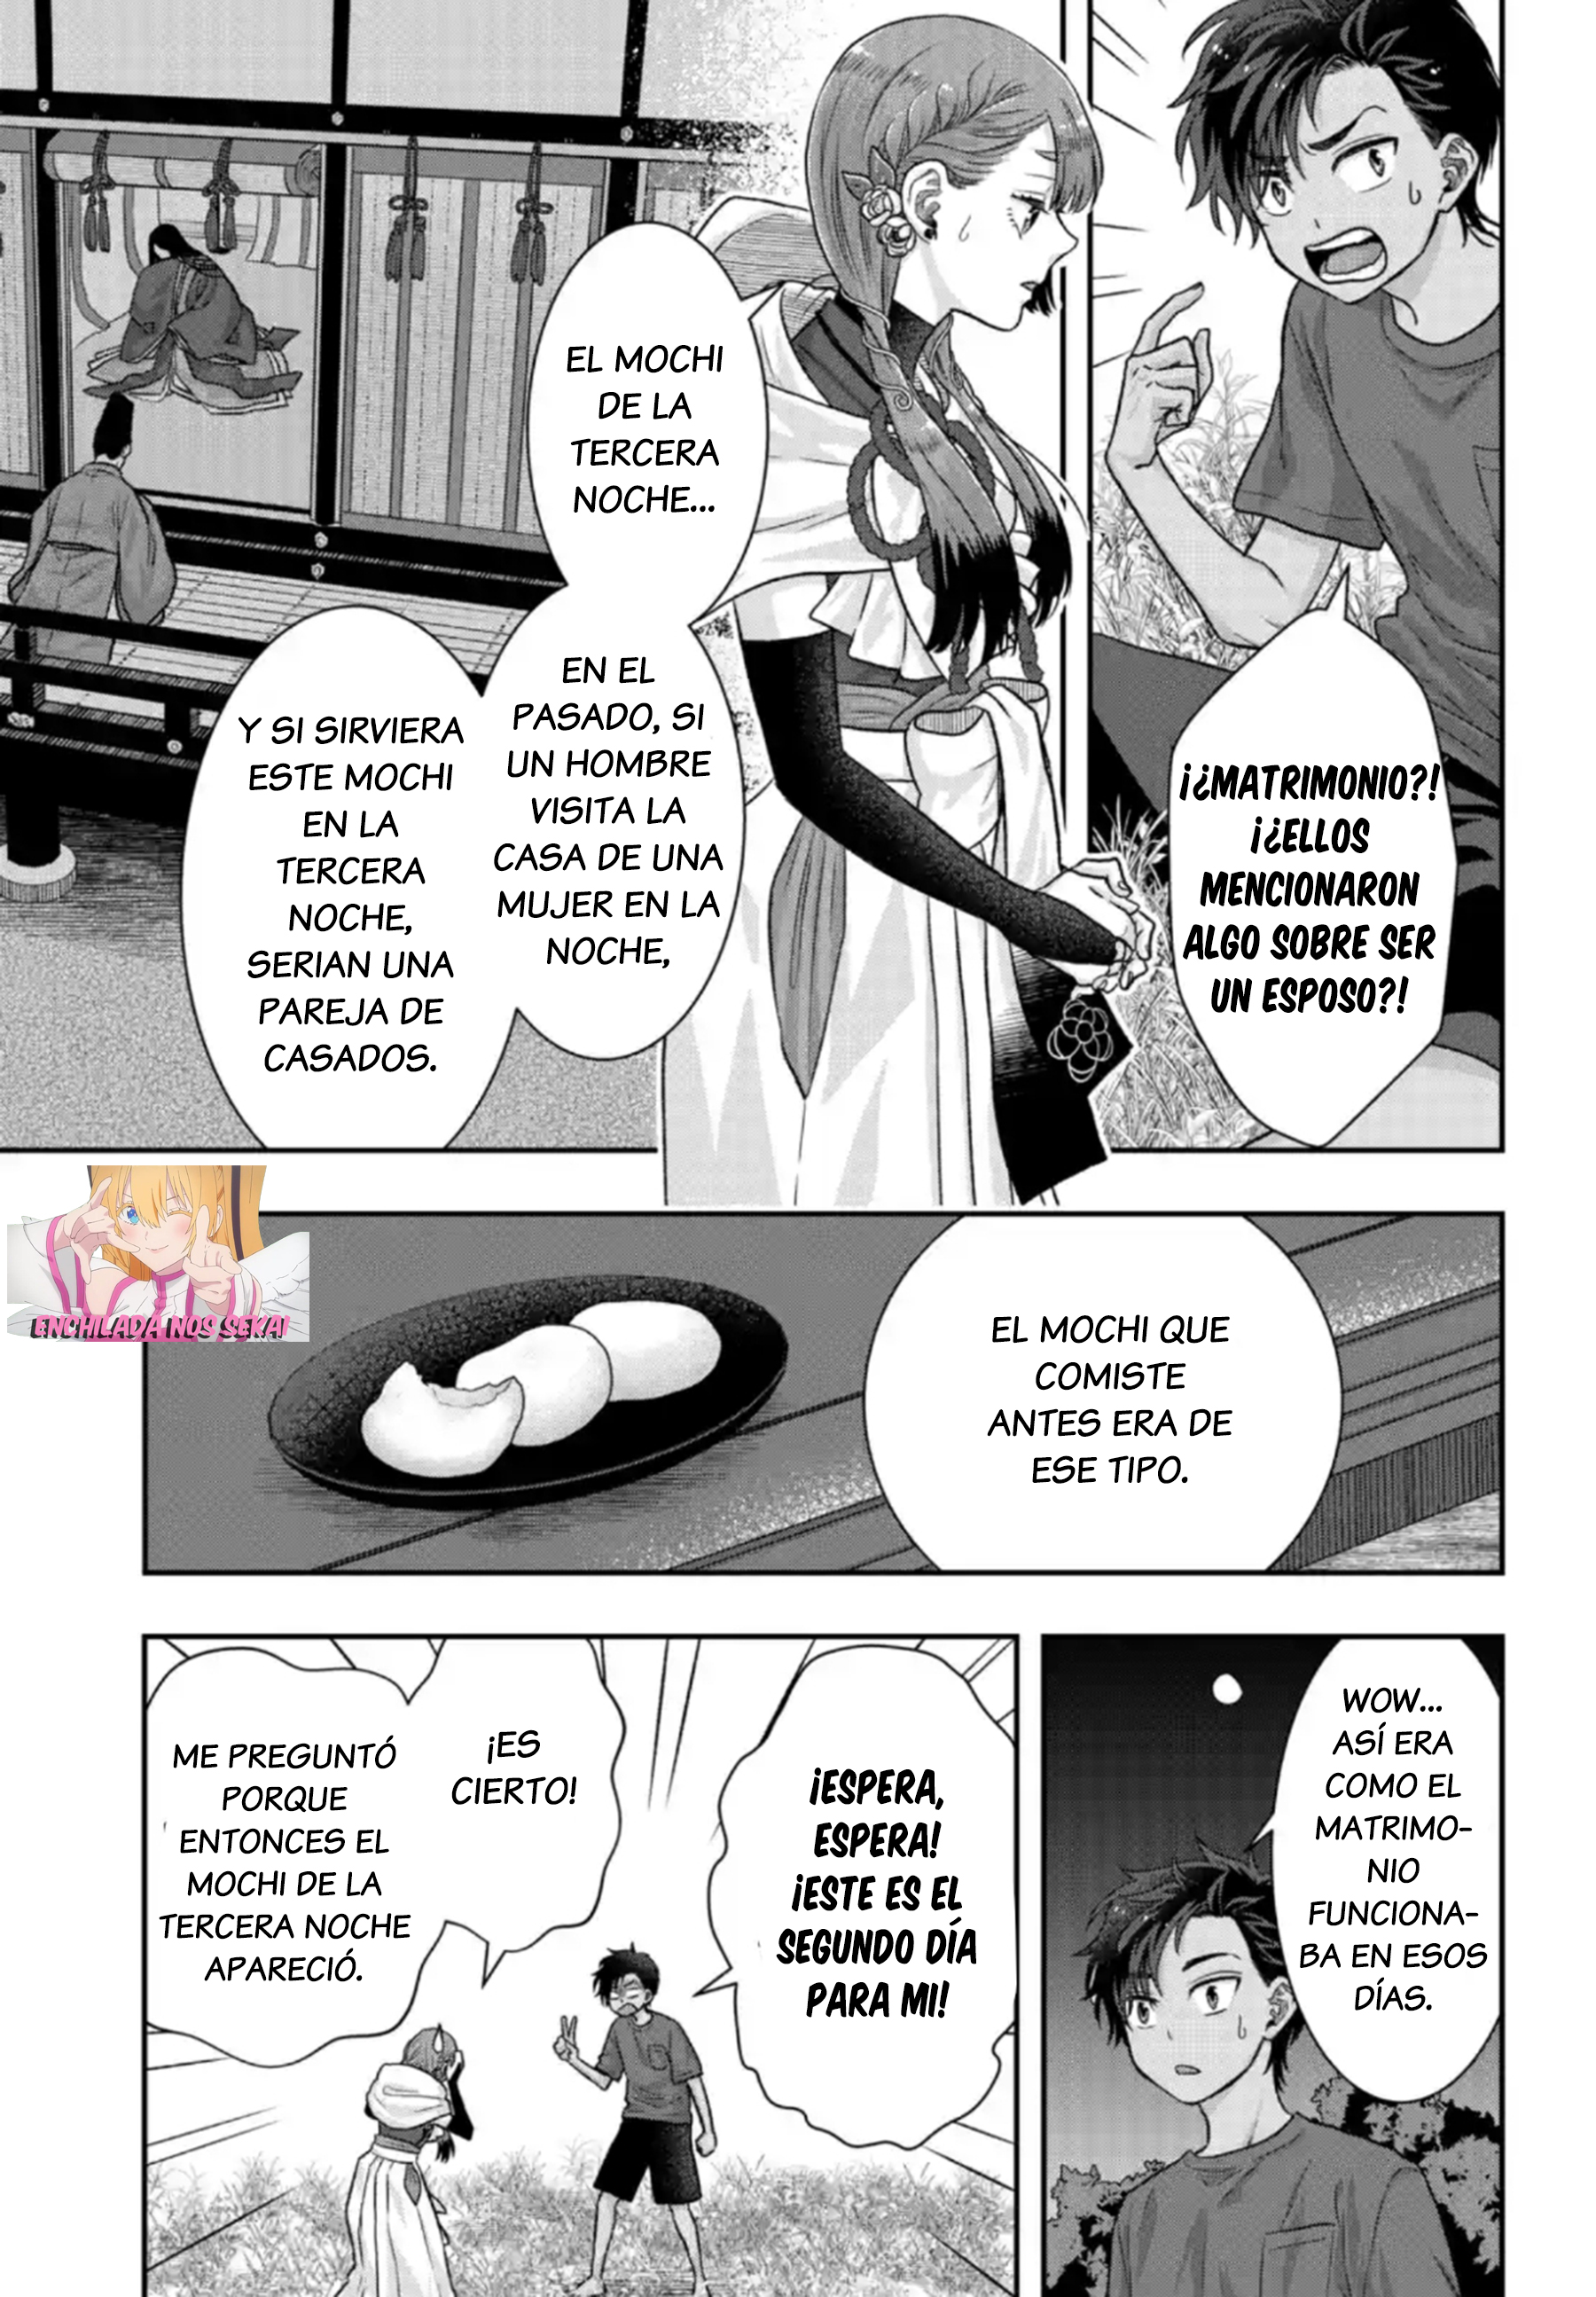 ¡¿MATRIMONIO?!
¡¿ELLOS
MENCIONARON
ALGO SOBRE SER
UN ESPOSO?!
EL MOCHI
DE LA
TERCERA
NOCHE...
EN EL
PASADO, SI
UN HOMBRE
VISITA LA
CASA DE UNA
MUJER EN LA
NOCHE,
Y SI SIRVIERA
ESTE MOCHI
EN LA
TERCERA
NOCHE,
SERIAN UNA
PAREJA DE
CASADOS.
ENCHILADA NOS SEKAI
EL MOCHI QUE
COMISTE
ANTES ERA DE
ESE TIPO.
WOW...
ASÍ ERA
COMO EL
MATRIMO-
NIO
FUNCIONA-
BA EN ESOS
DÍAS.
¡ESPERA,
ESPERA!
¡ESTE ES EL
SEGUNDO DÍA
PARA MI!
¡ES
CIERTO!
ME PREGUNTÓ
PORQUE
ENTONCES EL
MOCHI DE LA
TERCERA NOCHE
APARECIÓ.